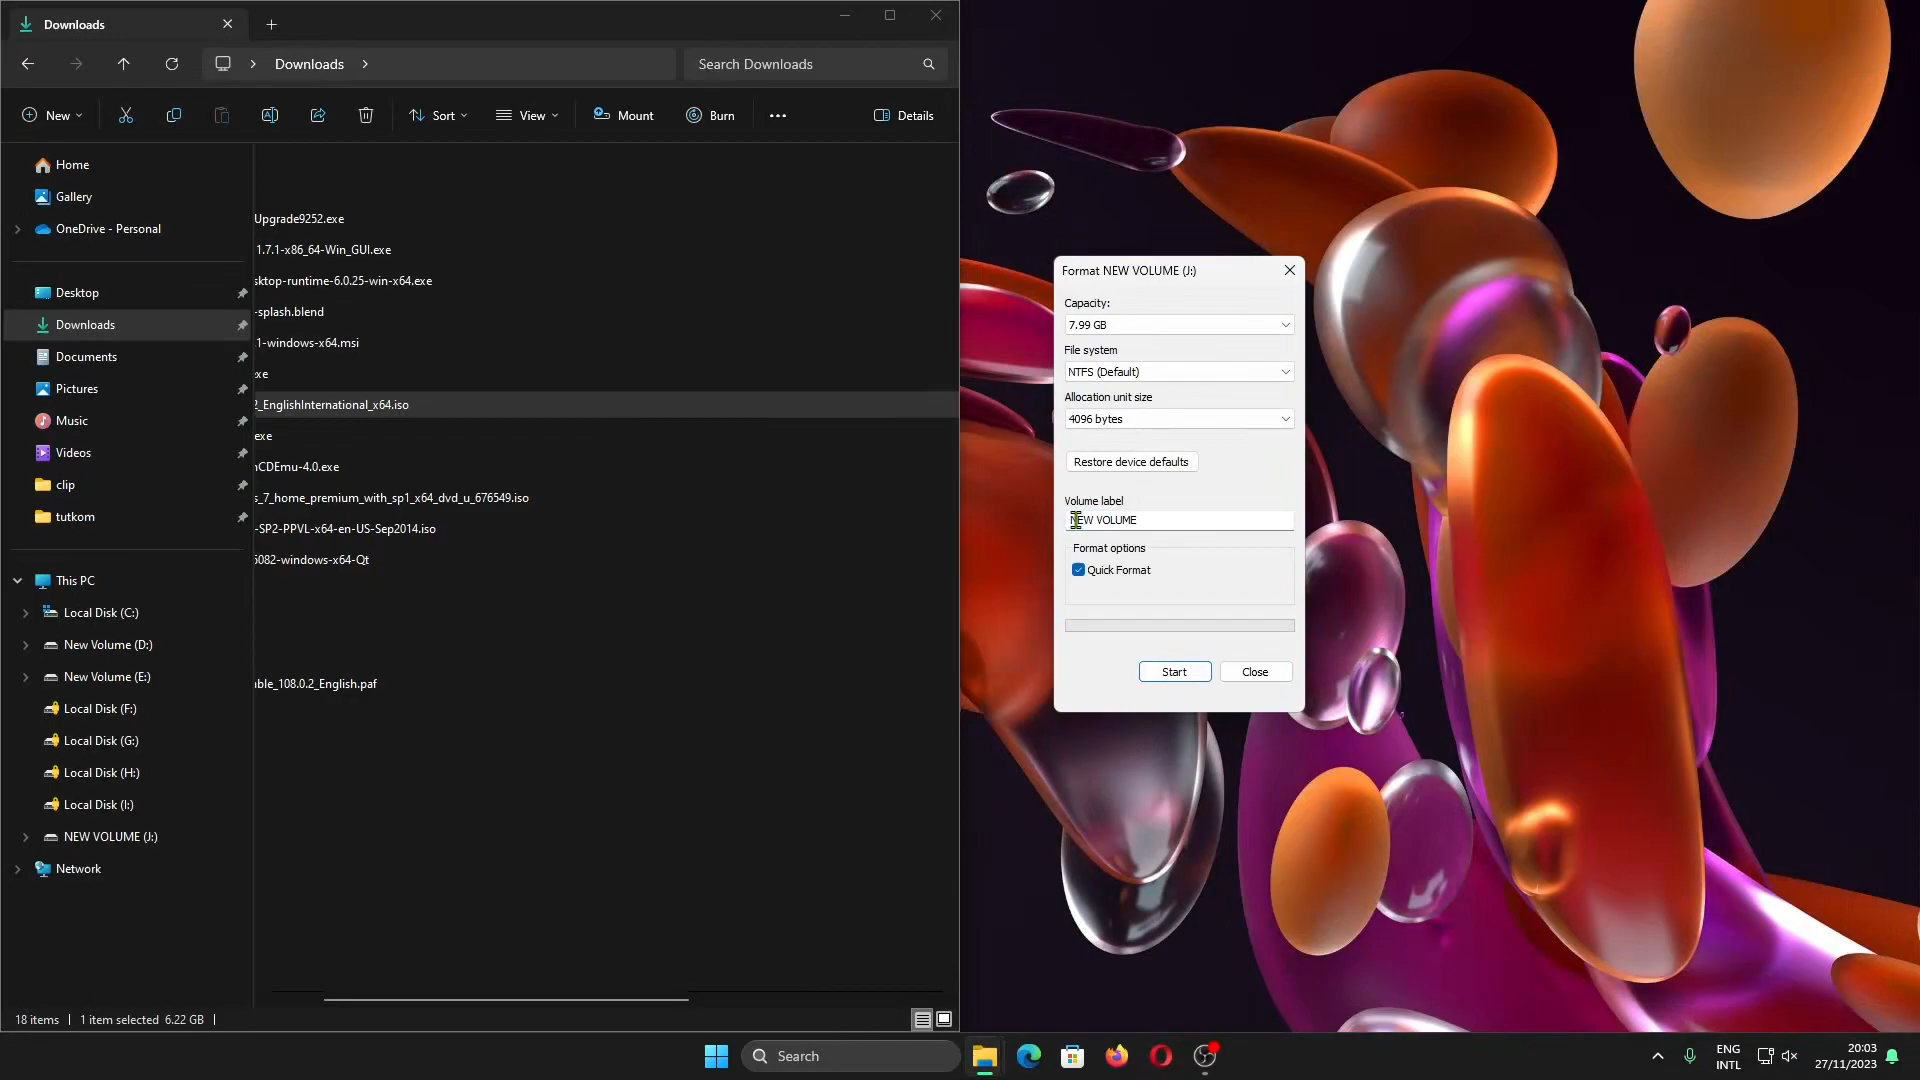 Downloads
Downloads
Search Downloads
New
Sort
View
Mount
Burn
Details
Home
Gallery
OneDrive - Personal
Desktop
Downloads
Documents
Pictures
Music
Videos
clip
tutkom
This PC
Local Disk (C:)
New Volume (D:)
New Volume (E:)
Local Disk (F:)
Local Disk (G:)
Local Disk (H:)
Local Disk (I:)
NEW VOLUME (J:)
Network
Upgrade9252.exe
1.7.1-x86_64-Win_GUI.exe
sktop-runtime-6.0.25-win-x64.exe
-splash.blend
.1-windows-x64.msi
exe
2_EnglishInternational_x64.iso
exe
nCDEmu-4.0.exe
s_7_home_premium_with_sp1_x64_dvd_u_676549.iso
-SP2-PPVL-x64-en-US-Sep2014.iso
5082-windows-x64-Qt
able_108.0.2_English.paf
18 items
1 item selected 6.22 GB
Format NEW VOLUME (J:)
Capacity:
7.99 GB
File system
NTFS (Default)
Allocation unit size
4096 bytes
Restore device defaults
Volume label
NEW VOLUME
Format options
Quick Format
Start
Close
Search
ENG
INTL
20:03
27/11/2023